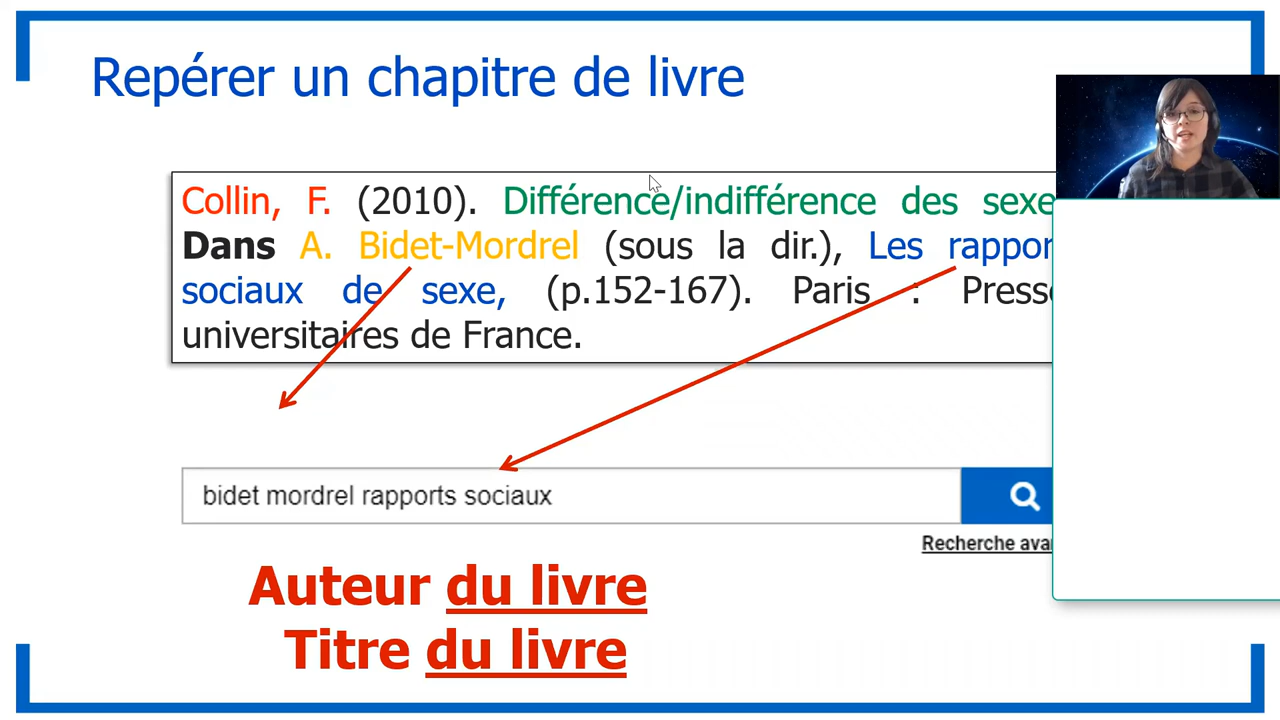 Repérer un chapitre de livre
Collin, F. (2010). Différence/indifférence des sexe
Dans A. Bidet-Mordrel (sous la dir.), Les rappor
sociaux de sexe, (p.152-167). Paris : Presse
universitaires de France.
bidet mordrel rapports sociaux
Recherche avan
Auteur du livre
Titre du livre